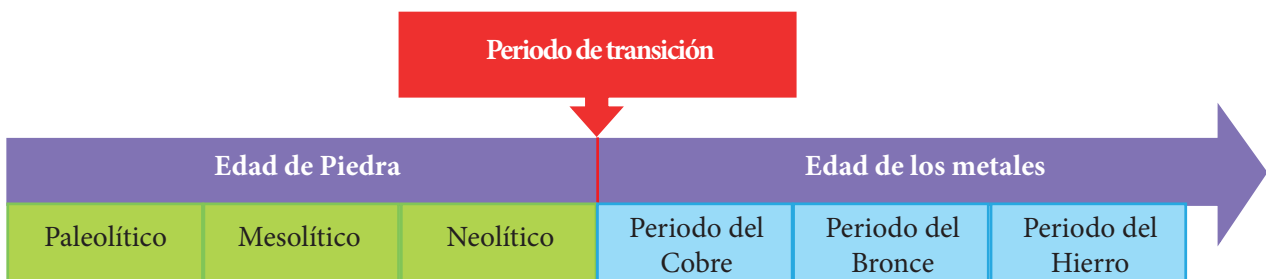 Periodo de transición
Edad de Piedra
Edad de los metales
Paleolítico
Mesolítico
Neolítico
Periodo del
Cobre
Periodo del
Bronce
Periodo del
Hierro